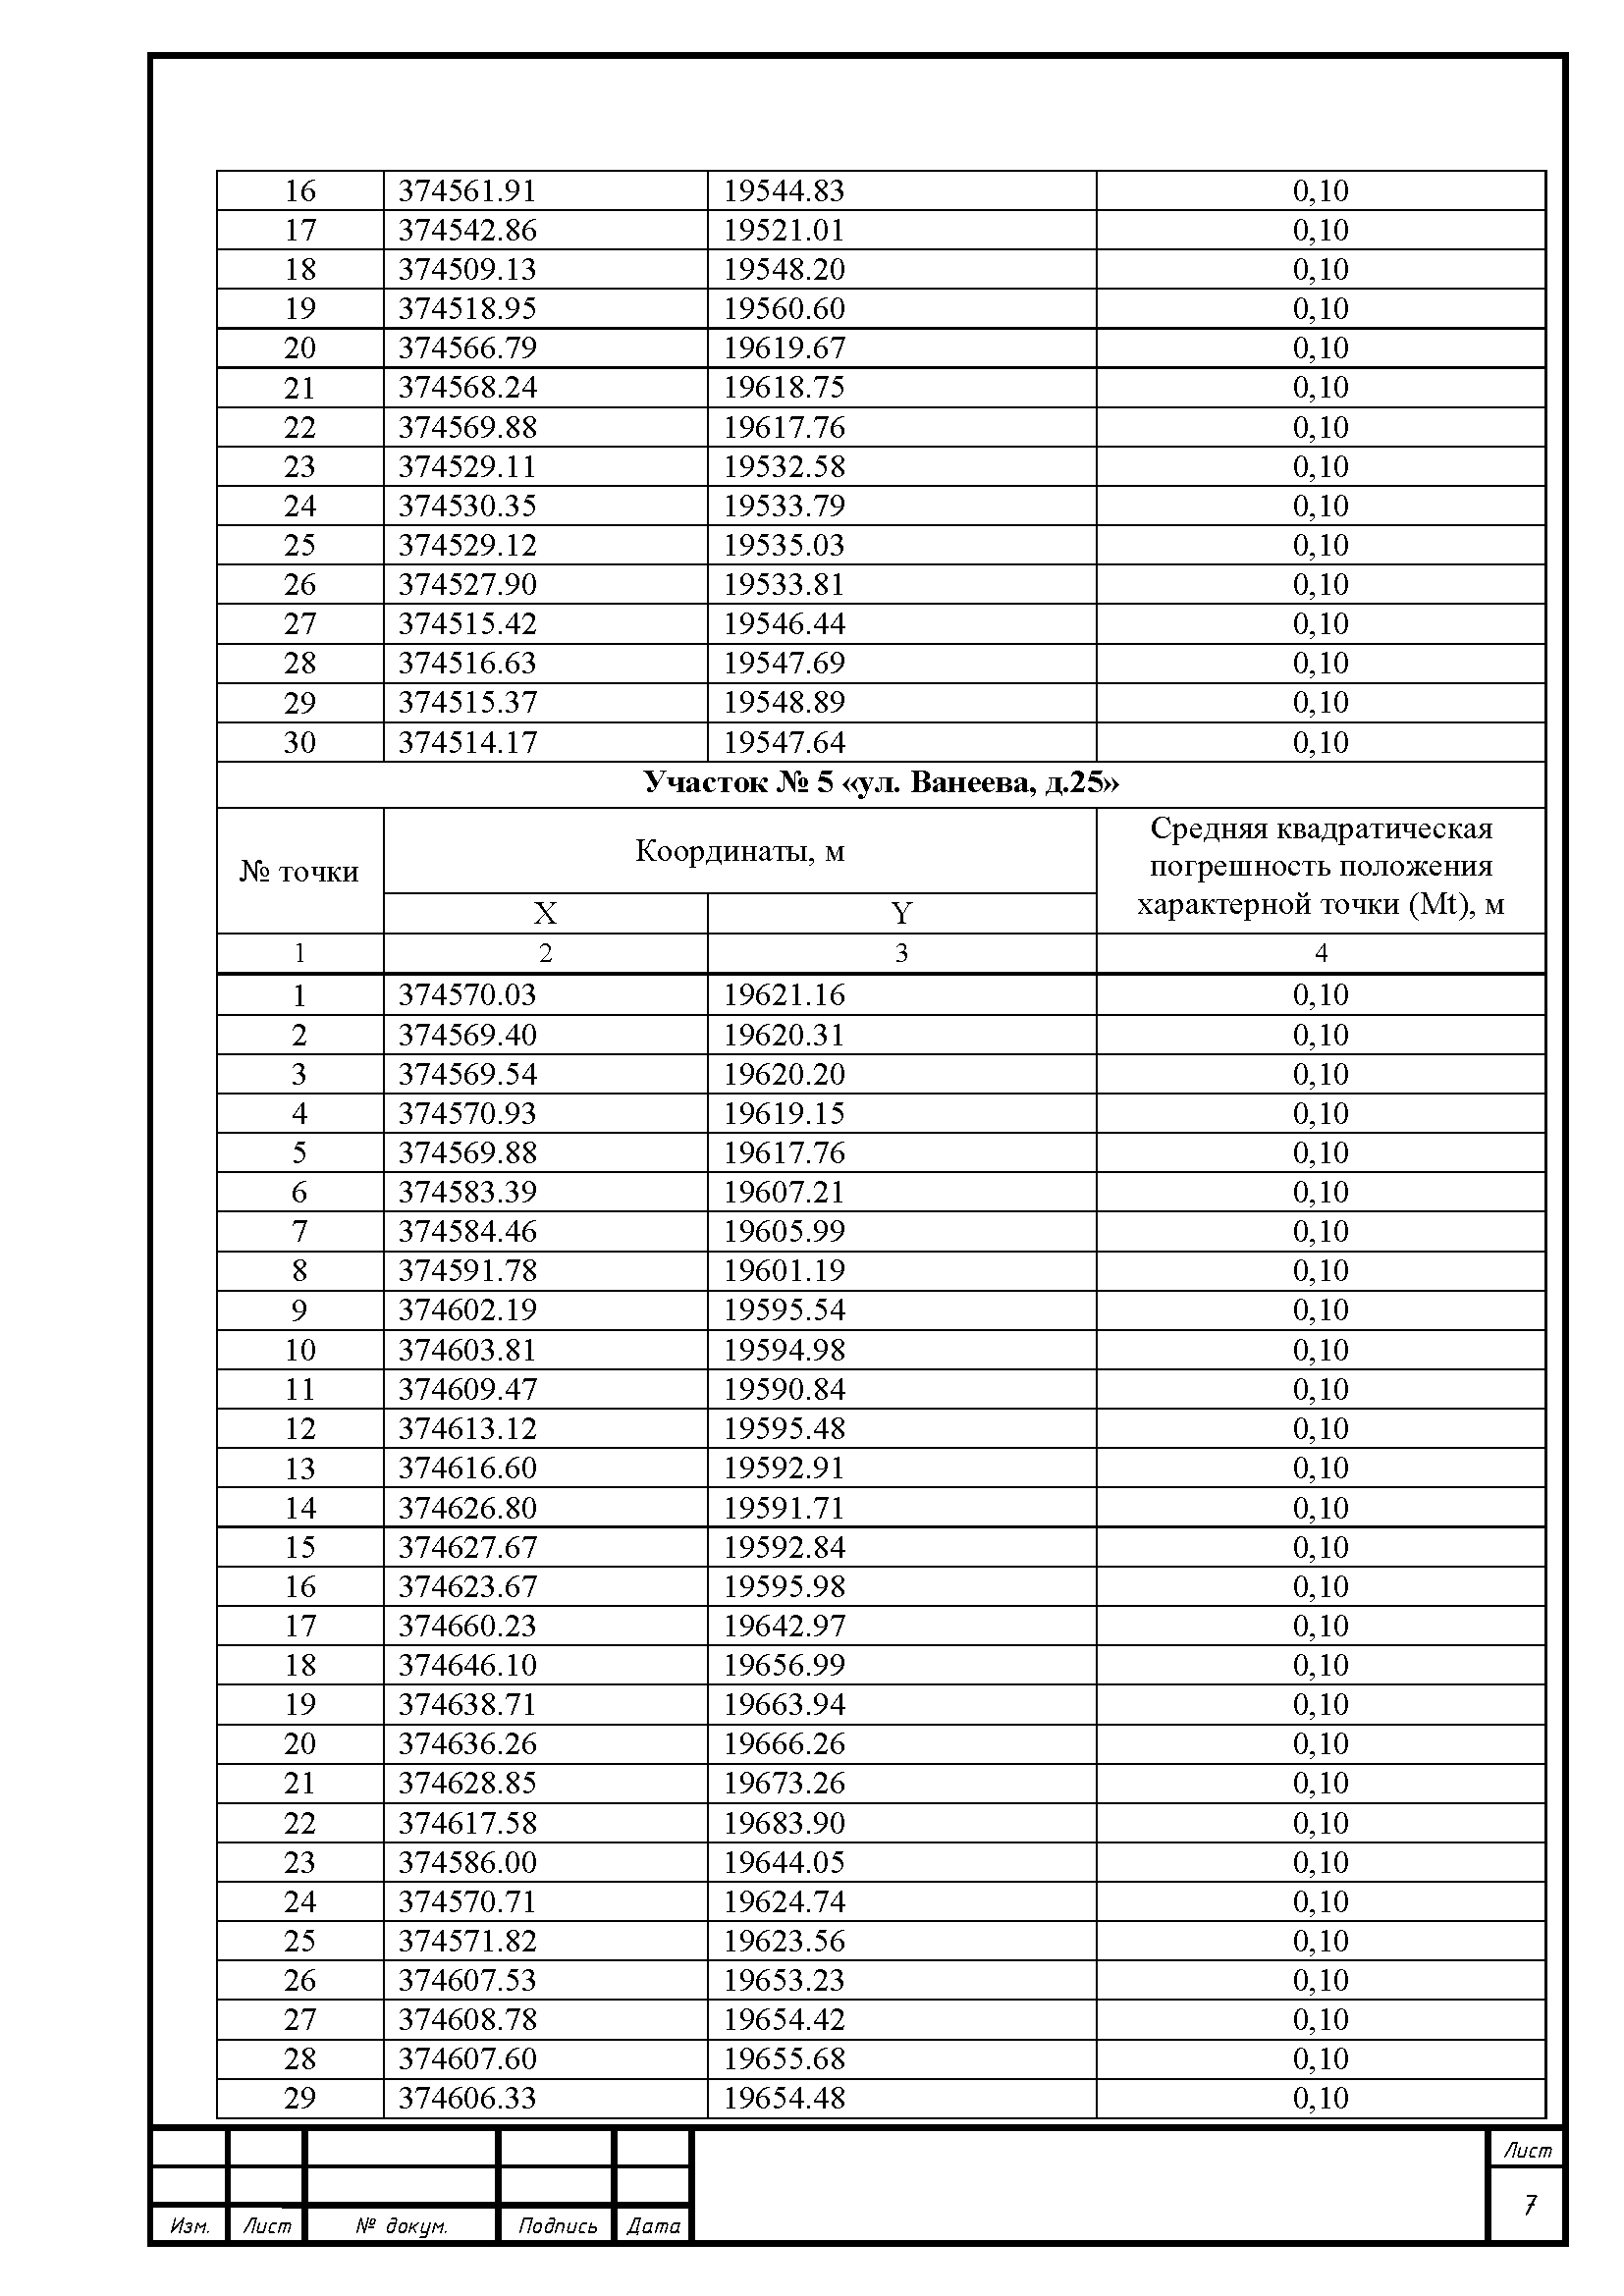 16 374561.91 19544.83 0,10
17 374542.86 19521.01 0,10
18 374509.13 19548.20 0,10
19 374518.95 19560.60 0,10
20 374566.79 19619.67 0,10
21 374568.24 19618.75 0,10
22 374569.88 19617.76 0,10
23 374529.11 19532.58 0,10
24 374530.35 19533.79 0,10
25 374529.12 19535.03 0,10
26 374527.90 19533.81 0,10
27 374515.42 19546.44 0,10
28 374516.63 19547.69 0,10
29 374515.37 19548.89 0,10
30 374514.17 19547.64 0,10
Участок № 5 «ул. Ванеева, д.25»
№ точки
Координаты, м
Средняя квадратическая
погрешность положения
характерной точки (Mt), м
X Y
1 2 3 4
1 374570.03 19621.16 0,10
2 374569.40 19620.31 0,10
3 374569.54 19620.20 0,10
4 374570.93 19619.15 0,10
5 374569.88 19617.76 0,10
6 374583.39 19607.21 0,10
7 374584.46 19605.99 0,10
8 374591.78 19601.19 0,10
9 374602.19 19595.54 0,10
10 374603.81 19594.98 0,10
11 374609.47 19590.84 0,10
12 374613.12 19595.48 0,10
13 374616.60 19592.91 0,10
14 374626.80 19591.71 0,10
15 374627.67 19592.84 0,10
16 374623.67 19595.98 0,10
17 374660.23 19642.97 0,10
18 374646.10 19656.99 0,10
19 374638.71 19663.94 0,10
20 374636.26 19666.26 0,10
21 374628.85 19673.26 0,10
22 374617.58 19683.90 0,10
23 374586.00 19644.05 0,10
24 374570.71 19624.74 0,10
25 374571.82 19623.56 0,10
26 374607.53 19653.23 0,10
27 374608.78 19654.42 0,10
28 374607.60 19655.68 0,10
29 374606.33 19654.48 0,10
Лист
7
Изм. Лист № докум. Подпись Дата